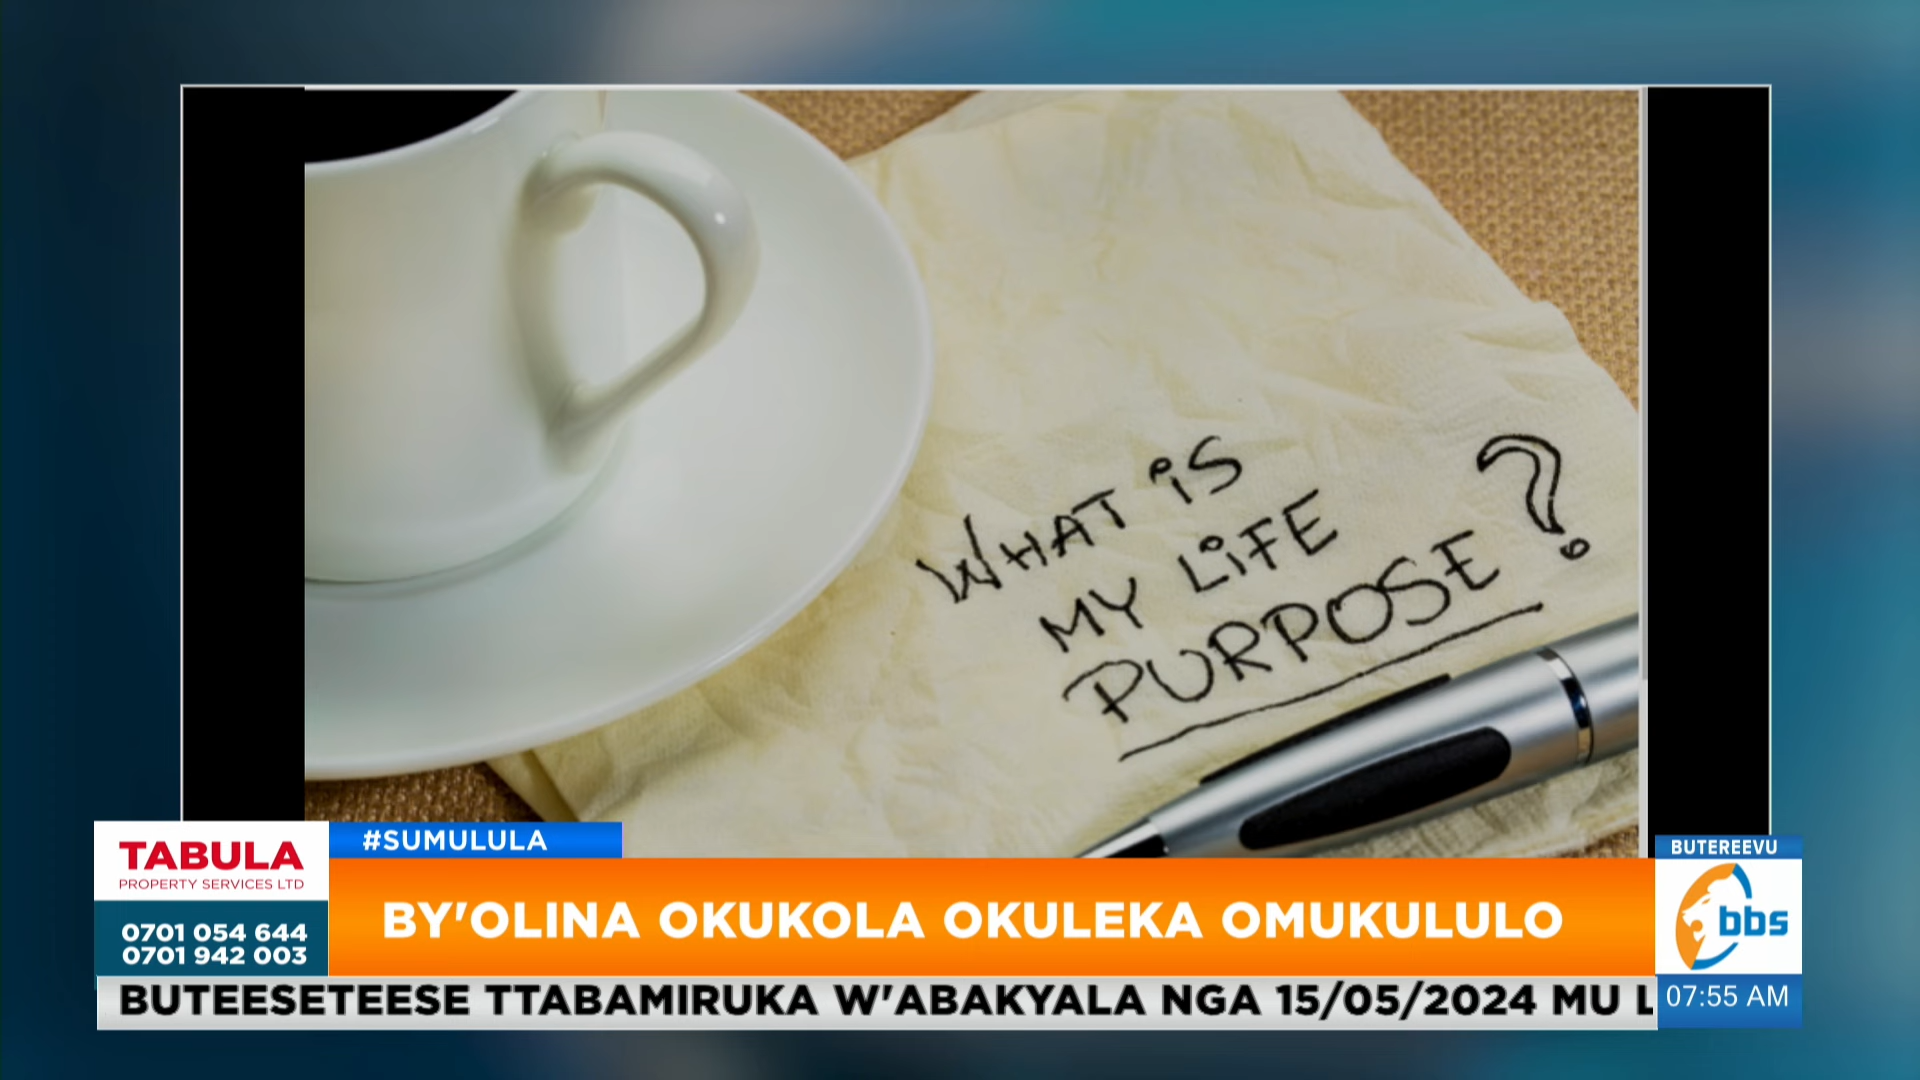 WHAT iS
MY LiFE
PURPOSE?
TABULA
PROPERTY SERVICES LTD
0701 054 644
0701 942 003
#SUMULULA
BY'OLINA OKUKOLA OKULEKA OMUKULULO
BUTEREEVU
bbs
BUTEESETEESE TTABAMIRUKA W'ABAKYALA NGA 15/05/2024 MU L
07:55 AM